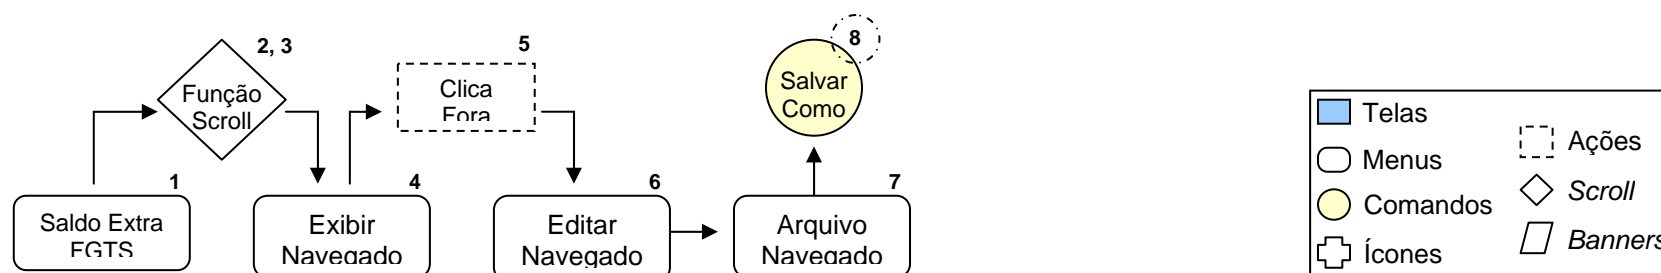 2, 3
Função
Scroll
5
Clica
Fora
8
Salvar
Como
1
Saldo Extra
FGTS
4
Exibir
Navegado
6
Editar
Navegado
7
Arquivo
Navegado
Telas
Menus
Comandos
Ícones
Ações
Scroll
Banners